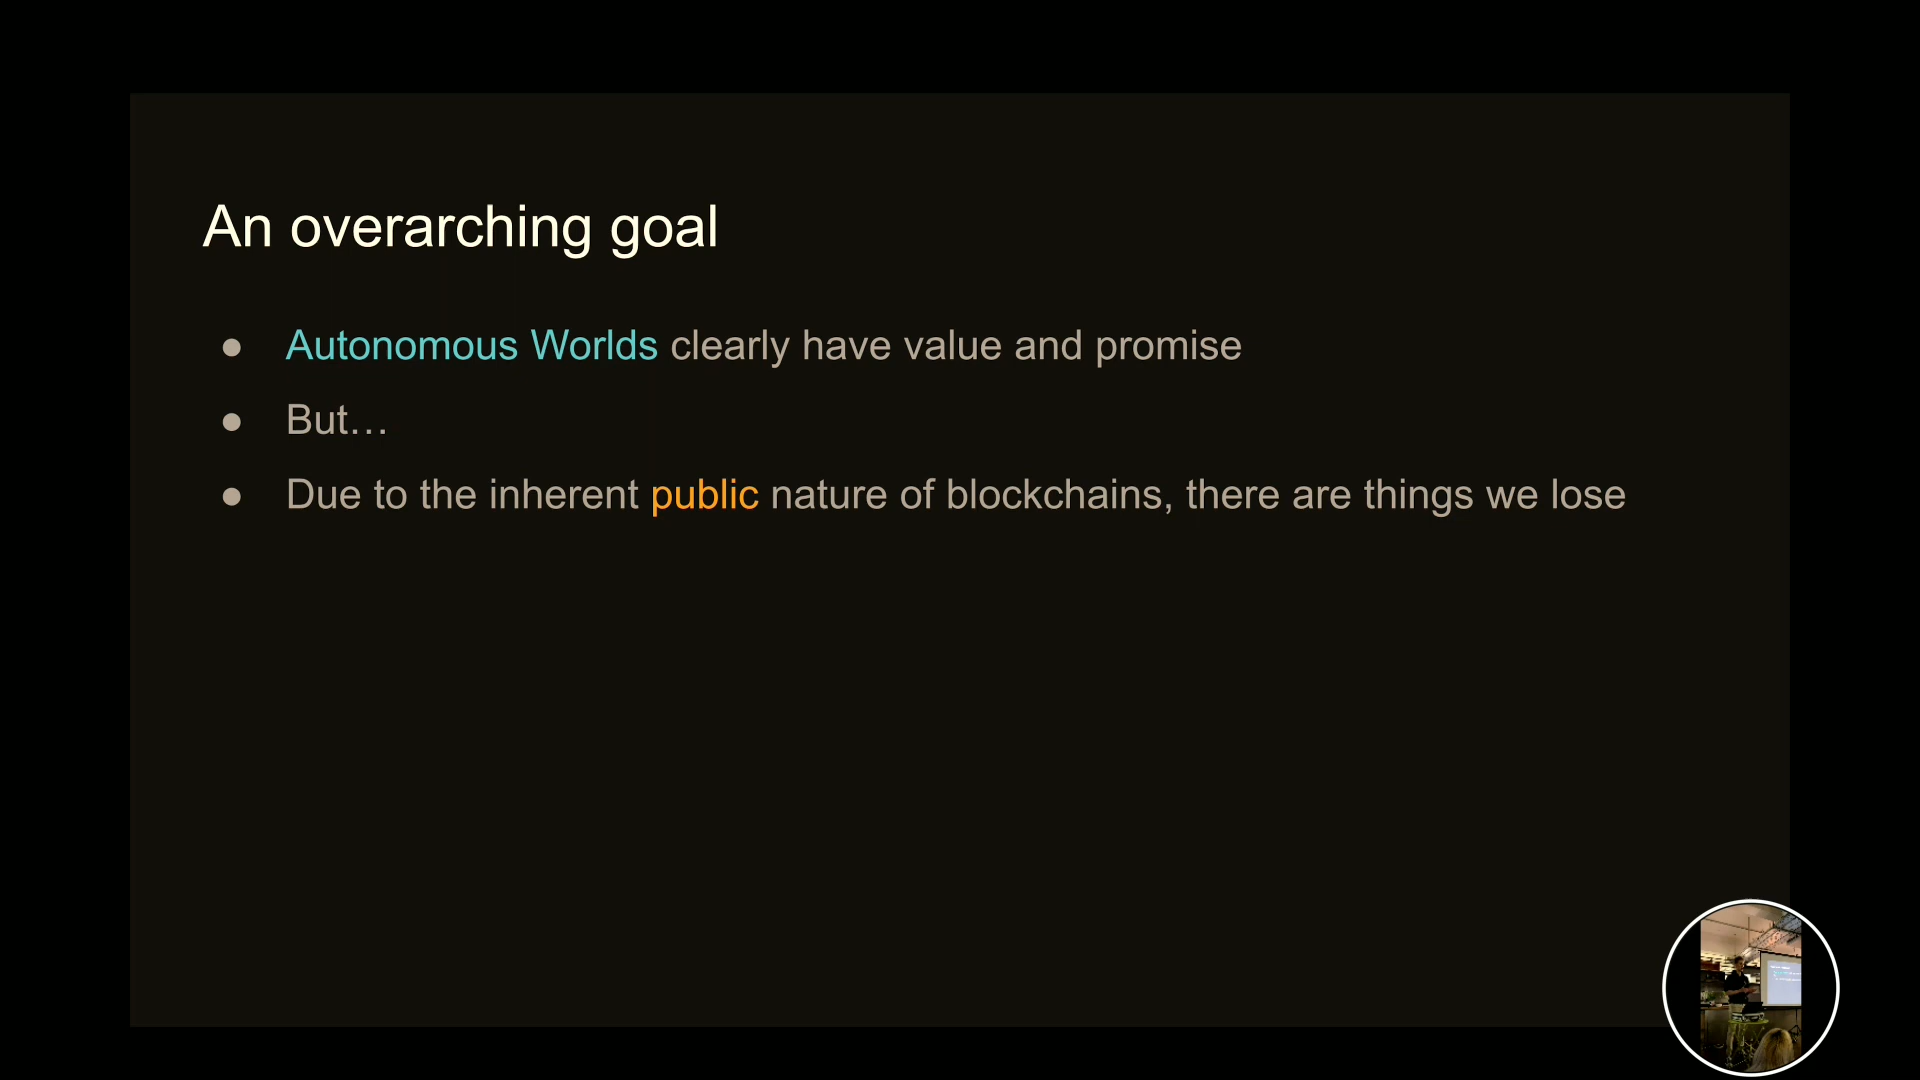 An overarching goal
● Autonomous Worlds clearly have value and promise
● But…
● Due to the inherent public nature of blockchains, there are things we lose